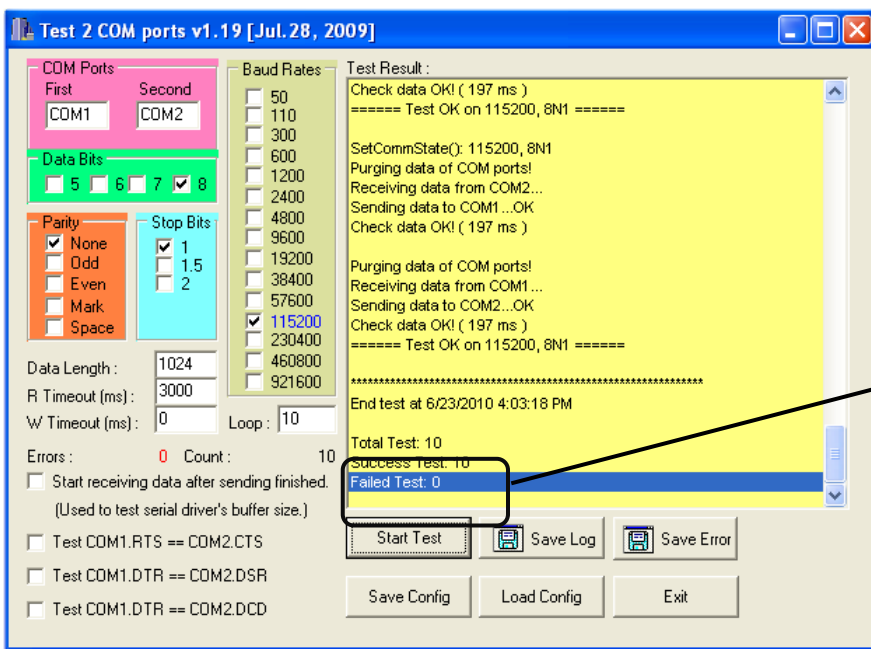 Test 2 COM ports v1.19 [Jul.28, 2009]
COM Ports
First Second
COM1 COM2
Data Bits
5 6 7 8
Parity
None
Odd
Even
Mark
Space
Stop Bits
1
1.5
2
Baud Rates
50
110
300
600
1200
2400
4800
9600
19200
38400
57600
115200
230400
460800
921600
Data Length : 1024
R Timeout (ms) : 3000
W Timeout (ms) : 0
Loop : 10
Errors : 0 Count : 10
Start receiving data after sending finished.
(Used to test serial driver's buffer size.)
Test COM1.RTS == COM2.CTS
Test COM1.DTR == COM2.DSR
Test COM1.DTR == COM2.DCD
Test Result :
Check data OK! ( 197 ms )
====== Test OK on 115200, 8N1 ======
SetCommState(): 115200, 8N1
Purging data of COM ports!
Receiving data from COM2...
Sending data to COM1...OK
Check data OK! ( 197 ms )
Purging data of COM ports!
Receiving data from COM1...
Sending data to COM2...OK
Check data OK! ( 197 ms )
====== Test OK on 115200, 8N1 ======
***************************************************************
End test at 6/23/2010 4:03:18 PM
Total Test: 10
Success Test: 10
Failed Test: 0
Start Test Save Log Save Error
Save Config Load Config Exit